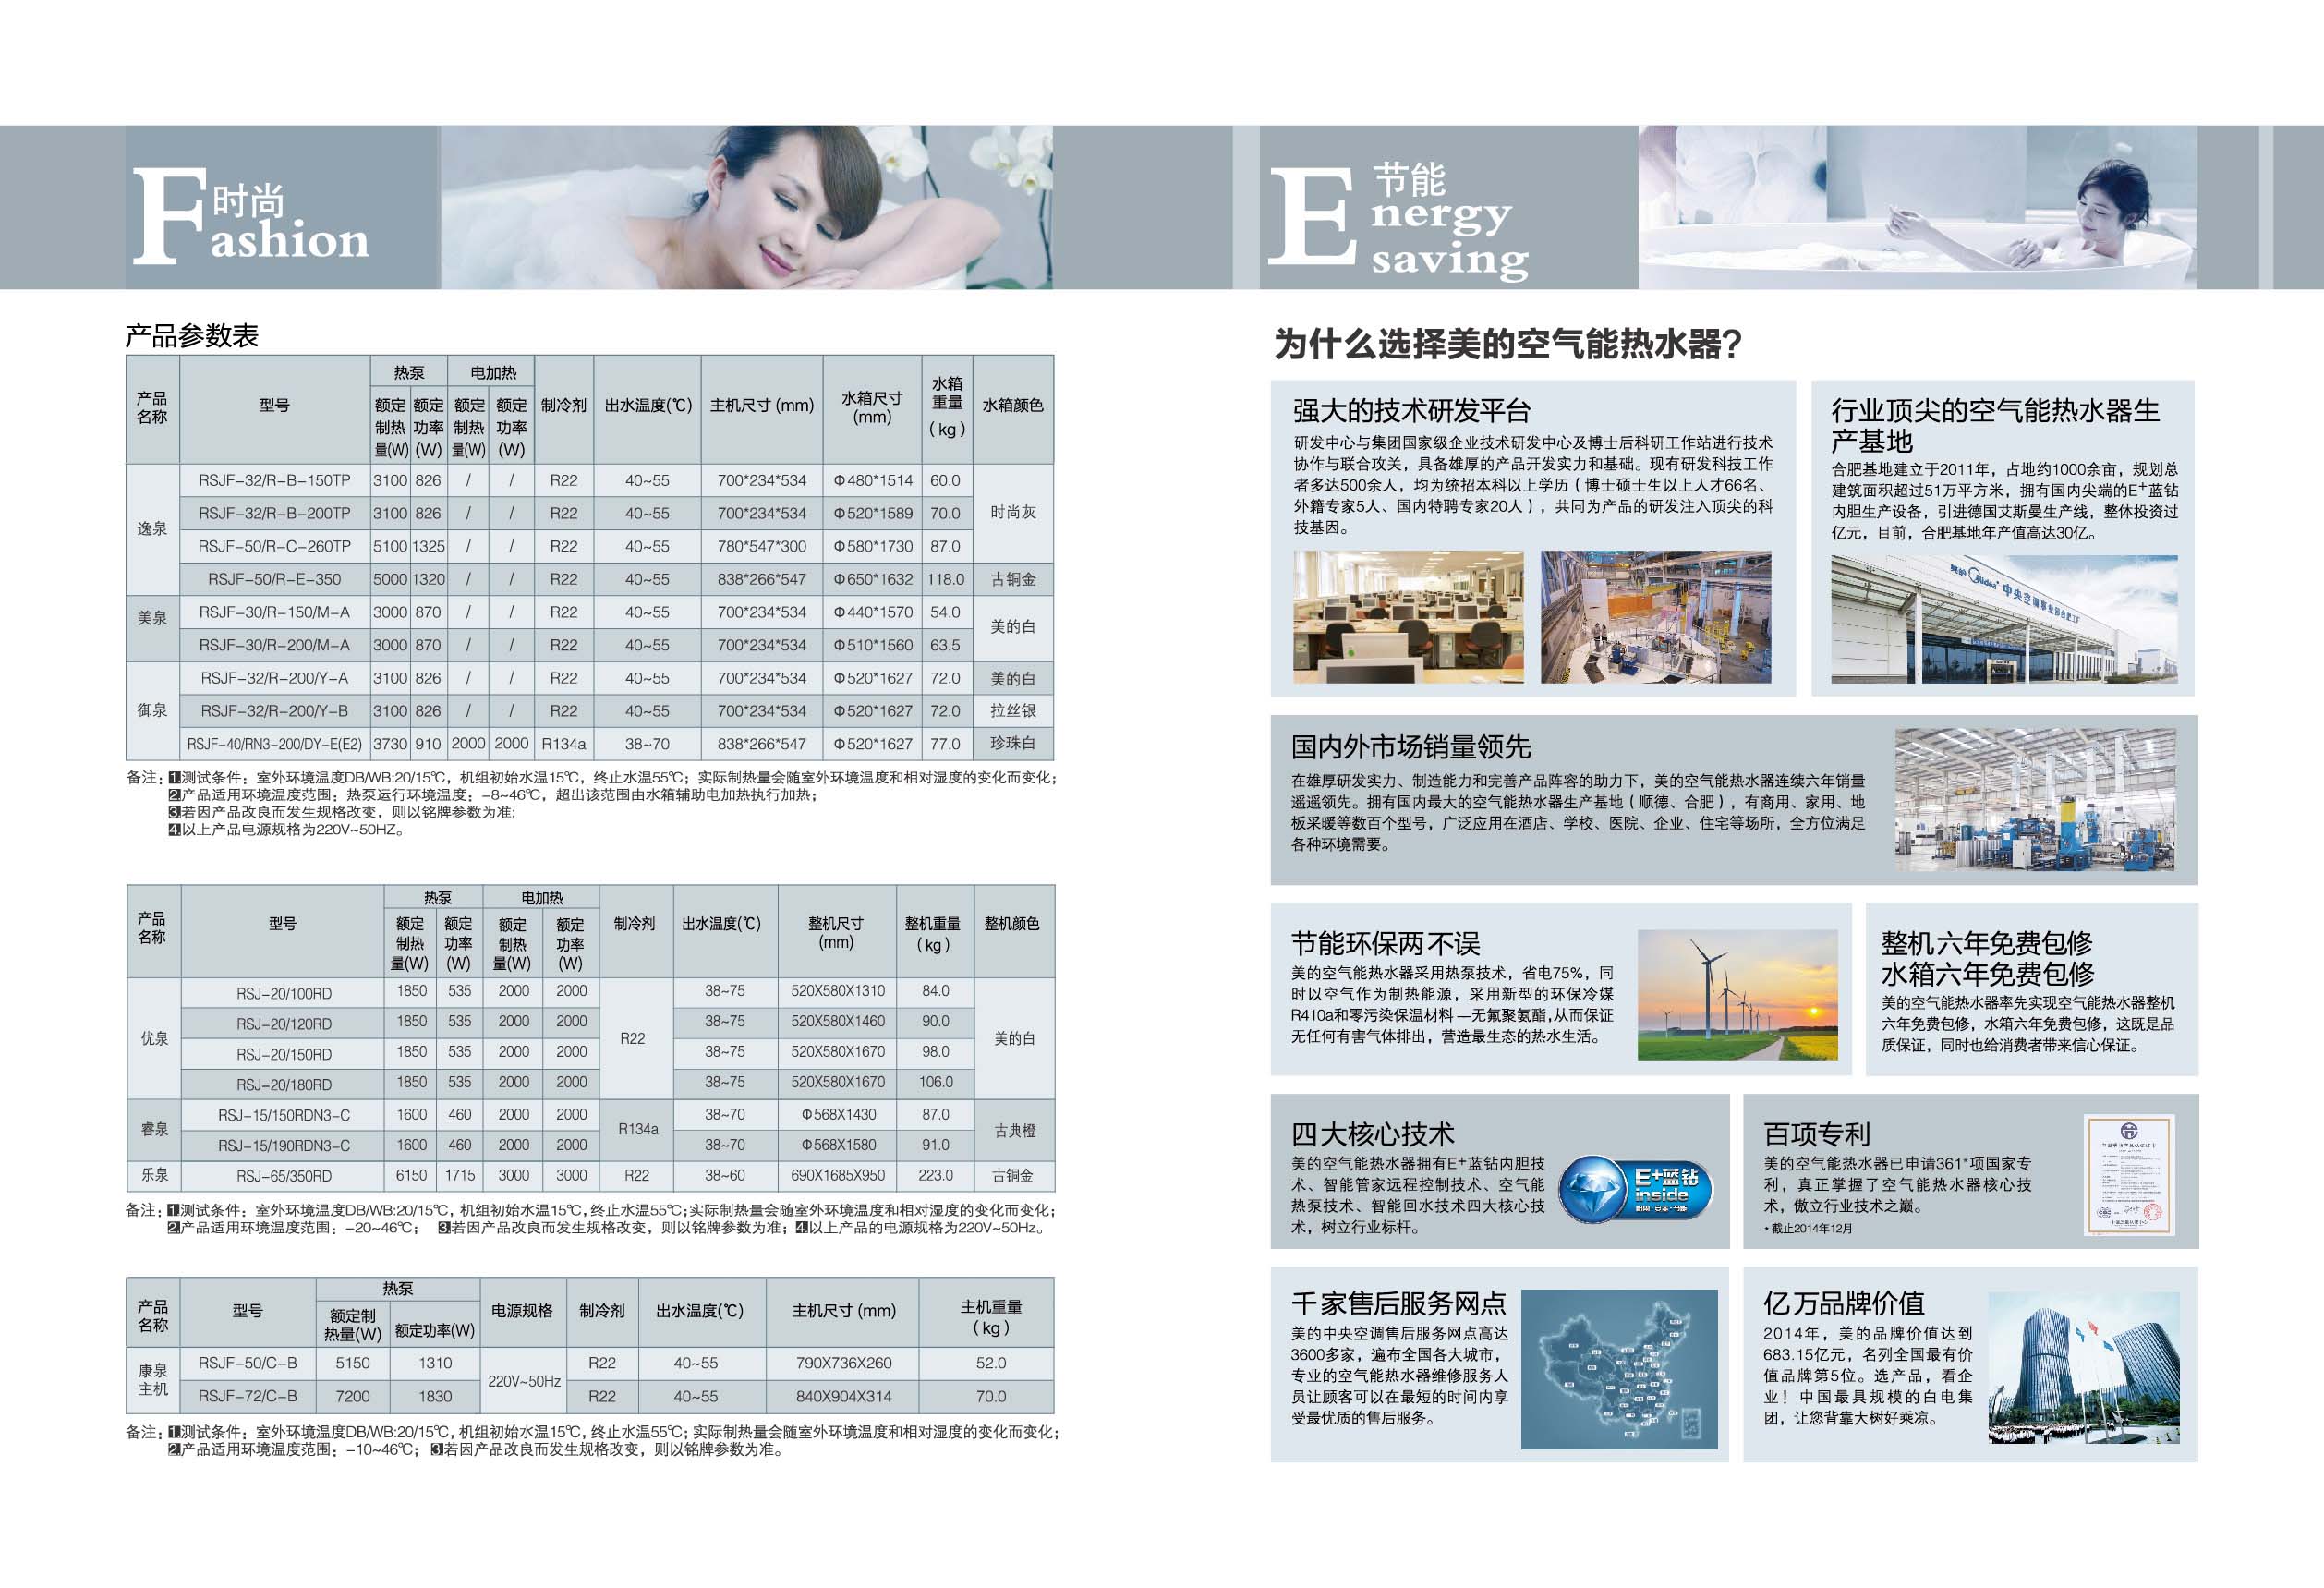 F时尚
ashion
产品参数表
产品名称 型号 热泵 电加热 制冷剂 出水温度(℃) 主机尺寸 (mm) 水箱尺寸(mm) 水箱重量(kg) 水箱颜色
额定制热量(W) 额定功率(W) 额定制热量(W) 额定功率(W)
逸泉 RSJF-32/R-B-150TP 3100 826 / / R22 40~55 700*234*534 Φ480*1514 60.0 时尚灰
RSJF-32/R-B-200TP 3100 826 / / R22 40~55 700*234*534 Φ520*1589 70.0
RSJF-50/R-C-260TP 5100 1325 / / R22 40~55 780*547*300 Φ580*1730 87.0
RSJF-50/R-E-350 5000 1320 / / R22 40~55 838*266*547 Φ650*1632 118.0 古铜金
美泉 RSJF-30/R-150/M-A 3000 870 / / R22 40~55 700*234*534 Φ440*1570 54.0 美的白
RSJF-30/R-200/M-A 3000 870 / / R22 40~55 700*234*534 Φ510*1560 63.5
御泉 RSJF-32/R-200/Y-A 3100 826 / / R22 40~55 700*234*534 Φ520*1627 72.0 美的白
RSJF-32/R-200/Y-B 3100 826 / / R22 40~55 700*234*534 Φ520*1627 72.0 拉丝银
RSJF-40/RN3-200/DY-E(E2) 3730 910 2000 2000 R134a 38~70 838*266*547 Φ520*1627 77.0 珍珠白
备注：1测试条件：室外环境温度DB/WB:20/15℃，机组初始水温15℃，终止水温55℃；实际制热量会随室外环境温度和相对湿度的变化而变化；
2产品适用环境温度范围：热泵运行环境温度：-8~46℃，超出该范围由水箱辅助电加热执行加热；
3若因产品改良而发生规格改变，则以铭牌参数为准；
4以上产品电源规格为220V~50HZ。
产品名称 型号 热泵 电加热 制冷剂 出水温度(℃) 整机尺寸(mm) 整机重量(kg) 整机颜色
额定制热量(W) 额定功率(W) 额定制热量(W) 额定功率(W)
优泉 RSJ-20/100RD 1850 535 2000 2000 R22 38~75 520X580X1310 84.0 美的白
RSJ-20/120RD 1850 535 2000 2000 38~75 520X580X1460 90.0
RSJ-20/150RD 1850 535 2000 2000 38~75 520X580X1670 98.0
RSJ-20/180RD 1850 535 2000 2000 38~75 520X580X1670 106.0
睿泉 RSJ-15/150RDN3-C 1600 460 2000 2000 R134a 38~70 Φ568X1430 87.0 古典橙
RSJ-15/190RDN3-C 1600 460 2000 2000 38~70 Φ568X1580 91.0
乐泉 RSJ-65/350RD 6150 1715 3000 3000 R22 38~60 690X1685X950 223.0 古铜金
备注：1测试条件：室外环境温度DB/WB:20/15℃，机组初始水温15℃，终止水温55℃；实际制热量会随室外环境温度和相对湿度的变化而变化；
2产品适用环境温度范围：-20~46℃； 3若因产品改良而发生规格改变，则以铭牌参数为准；4以上产品的电源规格为220V~50Hz。
产品名称 型号 热泵 电源规格 制冷剂 出水温度(℃) 主机尺寸 (mm) 主机重量(kg)
额定制热量(W) 额定功率(W)
康泉主机 RSJF-50/C-B 5150 1310 220V~50Hz R22 40~55 790X736X260 52.0
RSJF-72/C-B 7200 1830 R22 40~55 840X904X314 70.0
备注：1测试条件：室外环境温度DB/WB:20/15℃，机组初始水温15℃，终止水温55℃；实际制热量会随室外环境温度和相对湿度的变化而变化；
2产品适用环境温度范围：-10~46℃；3若因产品改良而发生规格改变，则以铭牌参数为准。
E节能
nergy
saving
为什么选择美的空气能热水器?
强大的技术研发平台
研发中心与集团国家级企业技术研发中心及博士后科研工作站进行技术
协作与联合攻关，具备雄厚的产品开发实力和基础。现有研发科技工作
者多达500余人，均为统招本科以上学历（博士硕士生以上人才66名、
外籍专家5人、国内特聘专家20人），共同为产品的研发注入顶尖的科
技基因。
行业顶尖的空气能热水器生
产基地
合肥基地建立于2011年，占地约1000余亩，规划总
建筑面积超过51万平方米，拥有国内尖端的E+蓝钻
内胆生产设备，引进德国艾斯曼生产线，整体投资过
亿元，目前，合肥基地年产值高达30亿。
美的 Midea 中央空调事业部合肥工厂
国内外市场销量领先
在雄厚研发实力、制造能力和完善产品阵容的助力下，美的空气能热水器连续六年销量
遥遥领先。拥有国内最大的空气能热水器生产基地（顺德、合肥），有商用、家用、地
板采暖等数百个型号，广泛应用在酒店、学校、医院、企业、住宅等场所，全方位满足
各种环境需要。
节能环保两不误
美的空气能热水器采用热泵技术，省电75%，同
时以空气作为制热能源，采用新型的环保冷媒
R410a和零污染保温材料—无氟聚氨酯,从而保证
无任何有害气体排出，营造最生态的热水生活。
整机六年免费包修
水箱六年免费包修
美的空气能热水器率先实现空气能热水器整机
六年免费包修，水箱六年免费包修，这既是品
质保证，同时也给消费者带来信心保证。
四大核心技术
美的空气能热水器拥有E+蓝钻内胆技
术、智能管家远程控制技术、空气能
热泵技术、智能回水技术四大核心技
术，树立行业标杆。
E+蓝钻
inside
百项专利
美的空气能热水器已申请361*项国家专
利，真正掌握了空气能热水器核心技
术，傲立行业技术之巅。
* 截止2014年12月
千家售后服务网点
美的中央空调售后服务网点高达
3600多家，遍布全国各大城市，
专业的空气能热水器维修服务人
员让顾客可以在最短的时间内享
受最优质的售后服务。
亿万品牌价值
2014年，美的品牌价值达到
683.15亿元，名列全国最有价
值品牌第5位。选产品，看企
业！中国最具规模的白电集
团，让您背靠大树好乘凉。